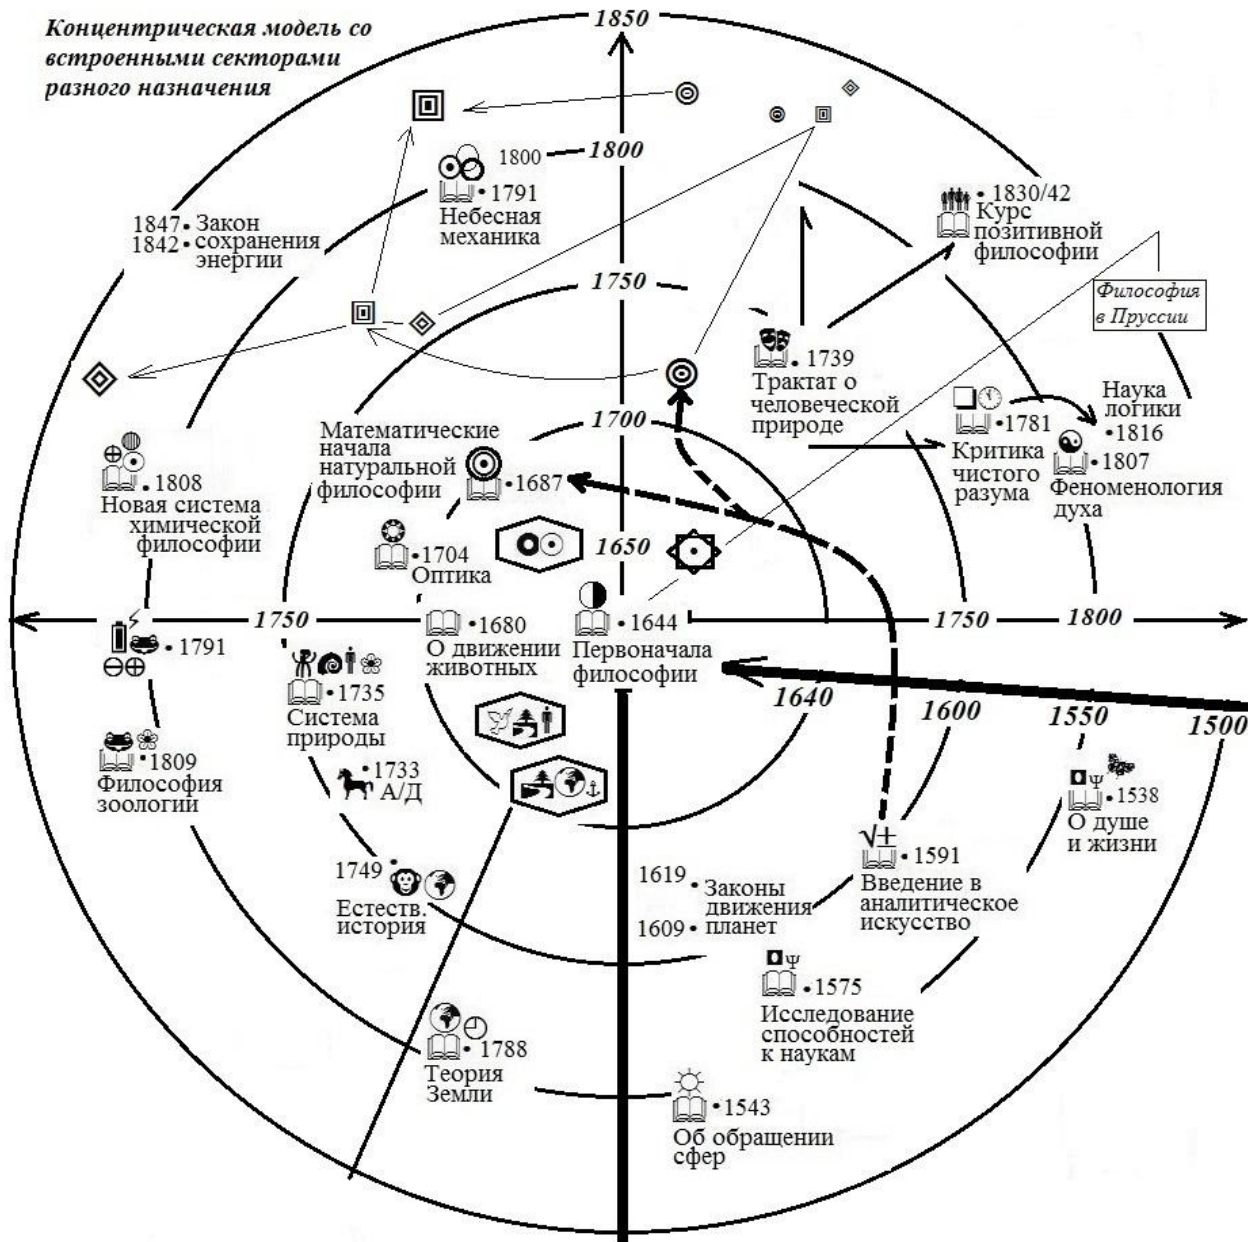 Концентрическая модель со
встроенными секторами
разного назначения
1850
1800
1800
• 1791
Небесная
механика
1847• Закон
1842• сохранения
энергии
• 1830/42
Курс
позитивной
философии
1750
Философия
в Пруссии
• 1739
Трактат о
человеческой
природе
• 1781
Критика
чистого
разума
Наука
логики
•1816
• 1807
Феноменология
духа
1700
Математические
начала
натуральной
философии
• 1687
.1808
Новая система
химической
философии
•1704
Оптика
1650
1750
•1680
О движении
животных
• 1644
Первоначала
философии
1750
1800
• 1791
•1735
Система
природы
1640
1600
1550
1500
• 1809
Философия
зоологии
•1733
А/Д
•1538
О душе
и жизни
1749
Естеств.
история
1619 •
1609 •
Законы
движения
планет
√±
• 1591
Введение в
аналитическое
искусство
ψ
•1575
Исследование
способностей
к наукам
• 1788
Теория
Земли
•1543
Об обращении
сфер